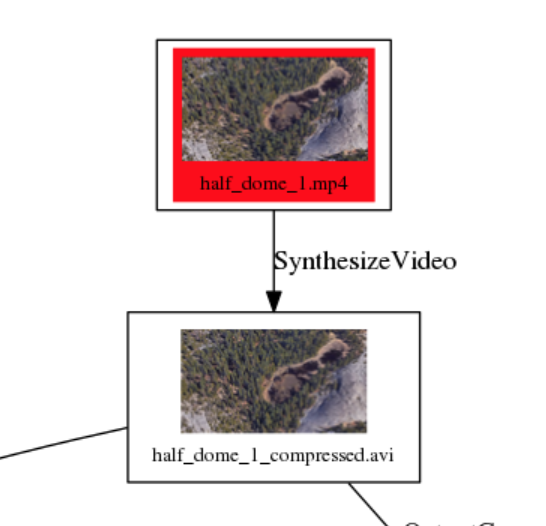 half_dome_1.mp4
SynthesizeVideo
half_dome_1_compressed.avi